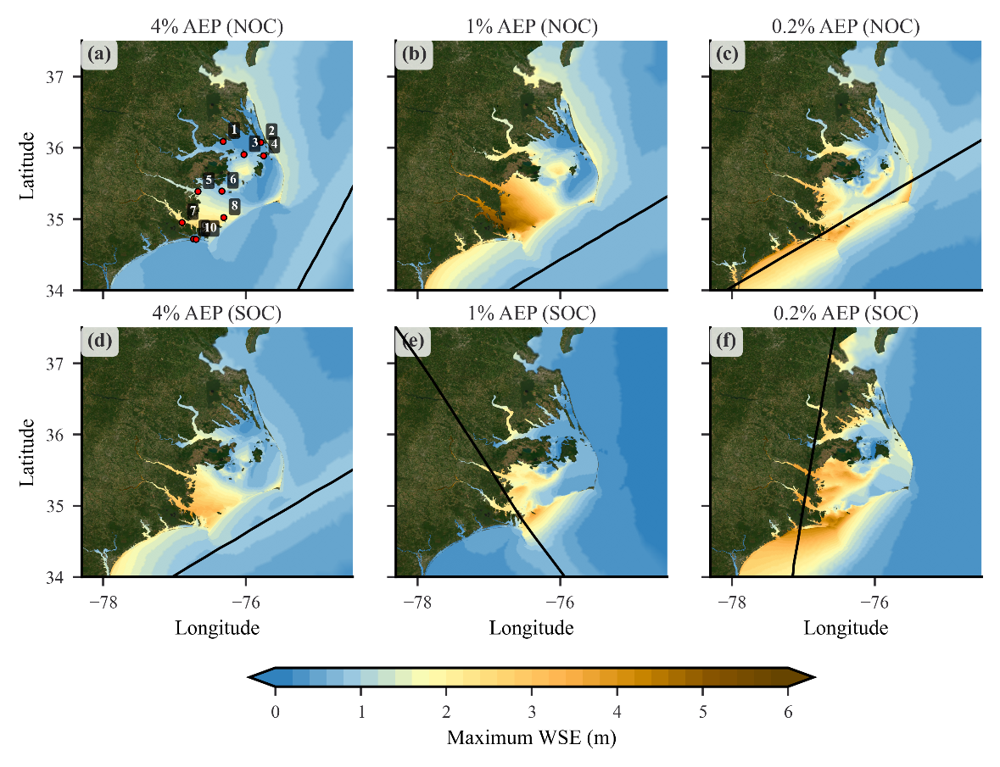 4% AEP (NOC)
1% AEP (NOC)
0.2% AEP (NOC)
(a)
(b)
(c)
37
36
35
34
Latitude
1
2
3
4
5
6
7
8
10
4% AEP (SOC)
1% AEP (SOC)
0.2% AEP (SOC)
(d)
(e)
(f)
37
36
35
34
Latitude
−78
−76
−78
−76
−78
−76
Longitude
Longitude
Longitude
0
1
2
3
4
5
6
Maximum WSE (m)